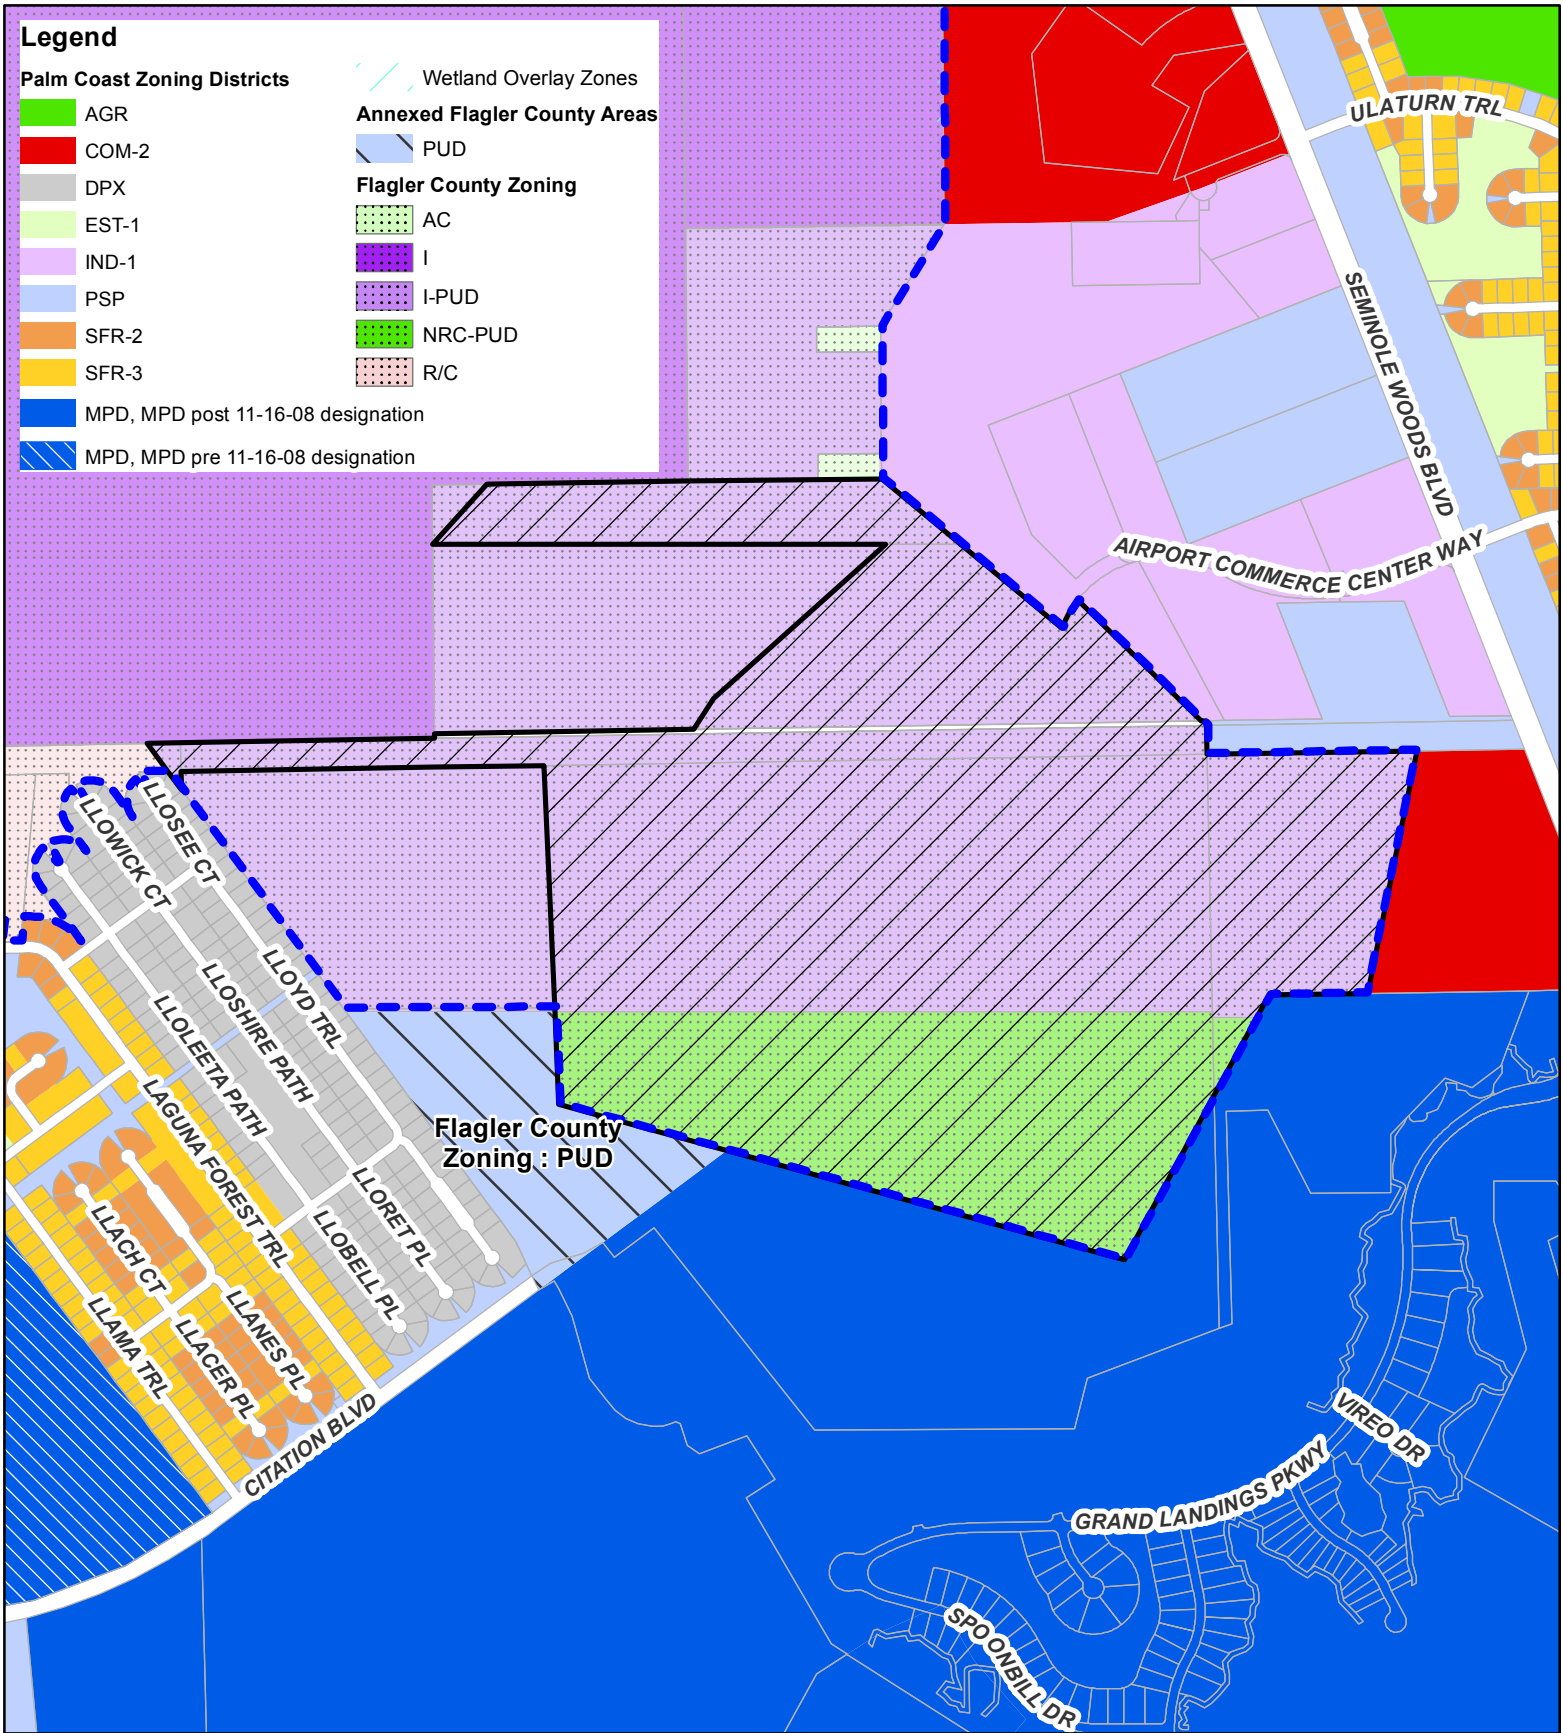 Legend
Palm Coast Zoning Districts
AGR
COM-2
DPX
EST-1
IND-1
PSP
SFR-2
SFR-3
MPD, MPD post 11-16-08 designation
MPD, MPD pre 11-16-08 designation
Wetland Overlay Zones
Annexed Flagler County Areas
PUD
Flagler County Zoning
AC
I
I-PUD
NRC-PUD
R/C
ULATURN TRL
SEMINOLE WOODS BLVD
AIRPORT COMMERCE CENTER WAY
LLOSEE CT
LLOWICK CT
LLOYD TRL
LLOSHIRE PATH
LLOLEETA PATH
LAGUNA FOREST TRL
Flagler County
Zoning : PUD
LLORET PL
LLOBELL PL
LLACH CT
LLANES PL
LLACER PL
LLAMA TRL
CITATION BLVD
VIREO DR
GRAND LANDINGS PKWY
SPOONBILL DR